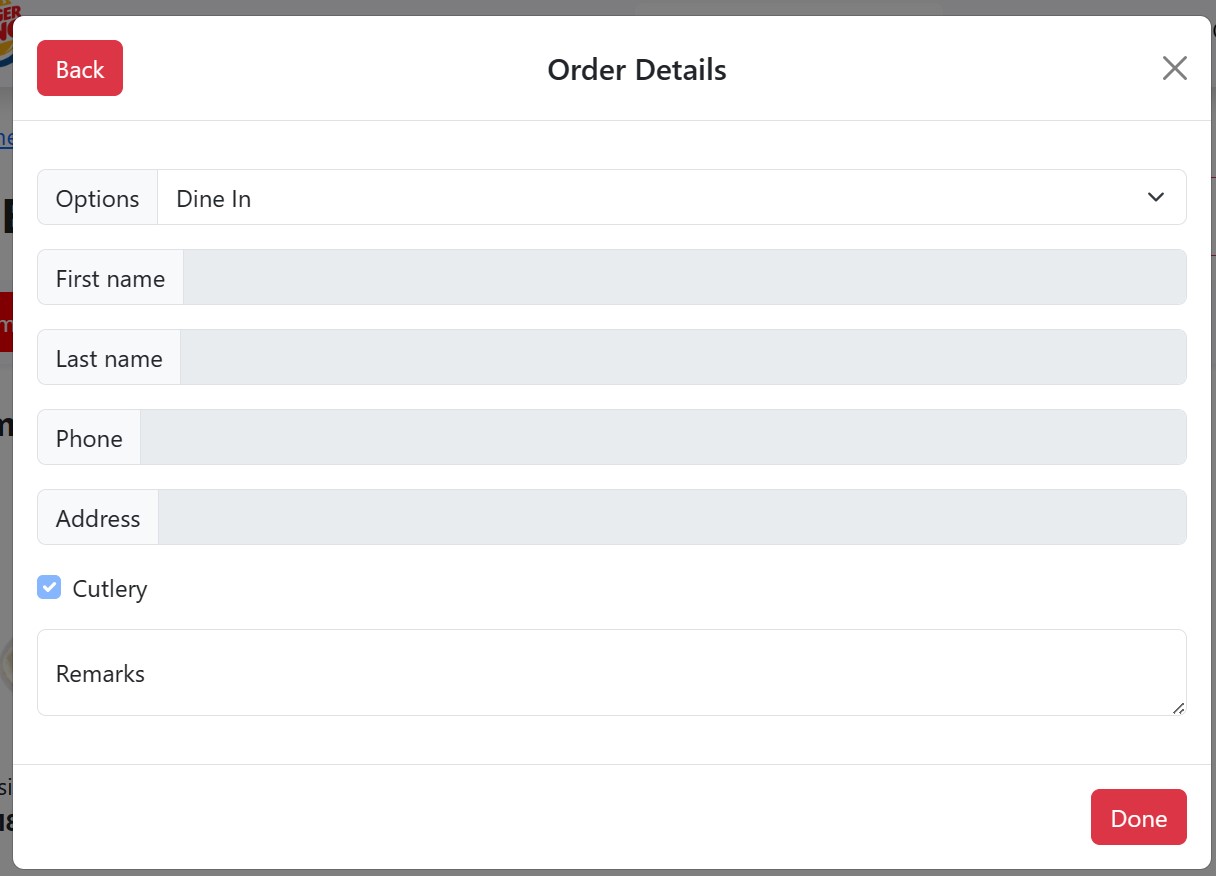 Back
Order Details
Options
Dine In
First name
Last name
Phone
Address
Cutlery
Remarks
Done